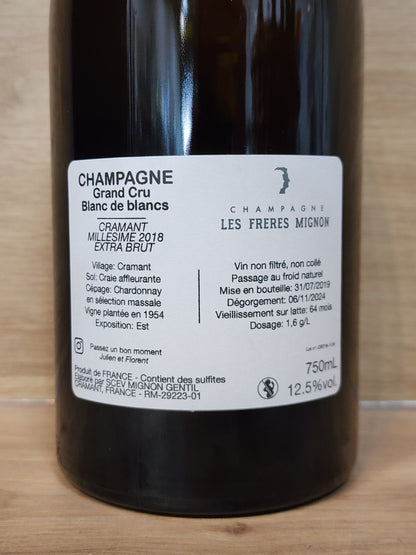 CHAMPAGNE
Grand Cru
Blanc de blancs
CRAMANT
MILLESIME 2018
EXTRA BRUT
Village: Cramant
Sol: Craie affleurante
Cépage: Chardonnay
en sélection massale
Vigne plantée en 1954
Exposition: Est
Passez un bon moment
Julien et Florent
Produit de FRANCE - Contient des sulfites
Elaboré par SCEV MIGNON GENTIL
CRAMANT, FRANCE - RM-29223-01
CHAMPAGNE
LES FRERES MIGNON
Vin non filtré, non collé
Passage au froid naturel
Mise en bouteille: 31/07/2019
Dégorgement: 06/11/2024
Vieillissement sur latte: 64 mois
Dosage: 1,6 g/L
750mL
12.5%vol.